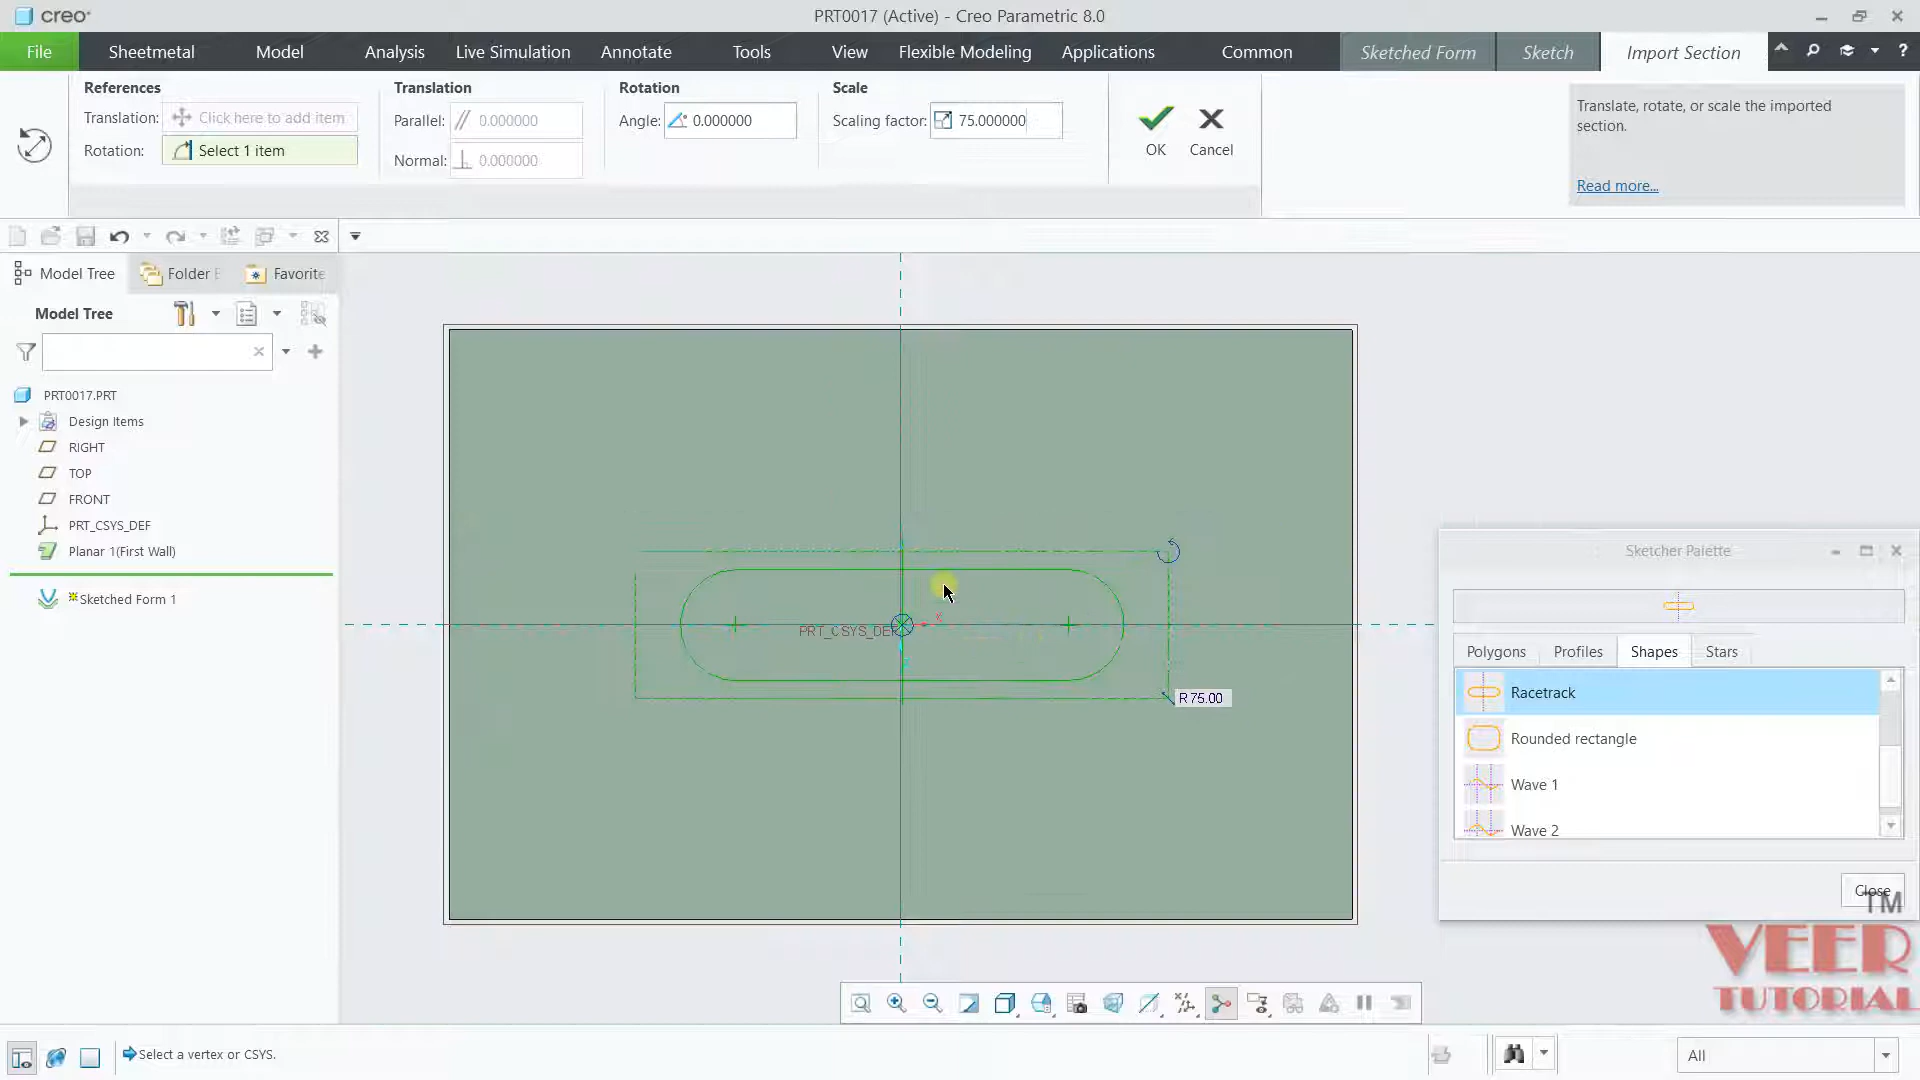 creo
PRT0017 (Active) - Creo Parametric 8.0
File
Sheetmetal
Model
Analysis
Live Simulation
Annotate
Tools
View
Flexible Modeling
Applications
Common
Sketched Form
Sketch
Import Section
References
Translation: Click here to add item
Rotation: Select 1 item
Translation
Parallel: 0.000000
Normal: 0.000000
Rotation
Angle: 0.000000
Scale
Scaling factor: 75.000000
OK
Cancel
Translate, rotate, or scale the imported
section.
Read more...
Model Tree
Folder
Favorite
Model Tree
PRT0017.PRT
Design Items
RIGHT
TOP
FRONT
PRT_CSYS_DEF
Planar 1(First Wall)
Sketched Form 1
PRT_CSYS_DEF
X
R 75.00
Sketcher Palette
Polygons
Profiles
Shapes
Stars
Racetrack
Rounded rectangle
Wave 1
Wave 2
Close
TM
VEER
TUTORIAL
Select a vertex or CSYS.
All